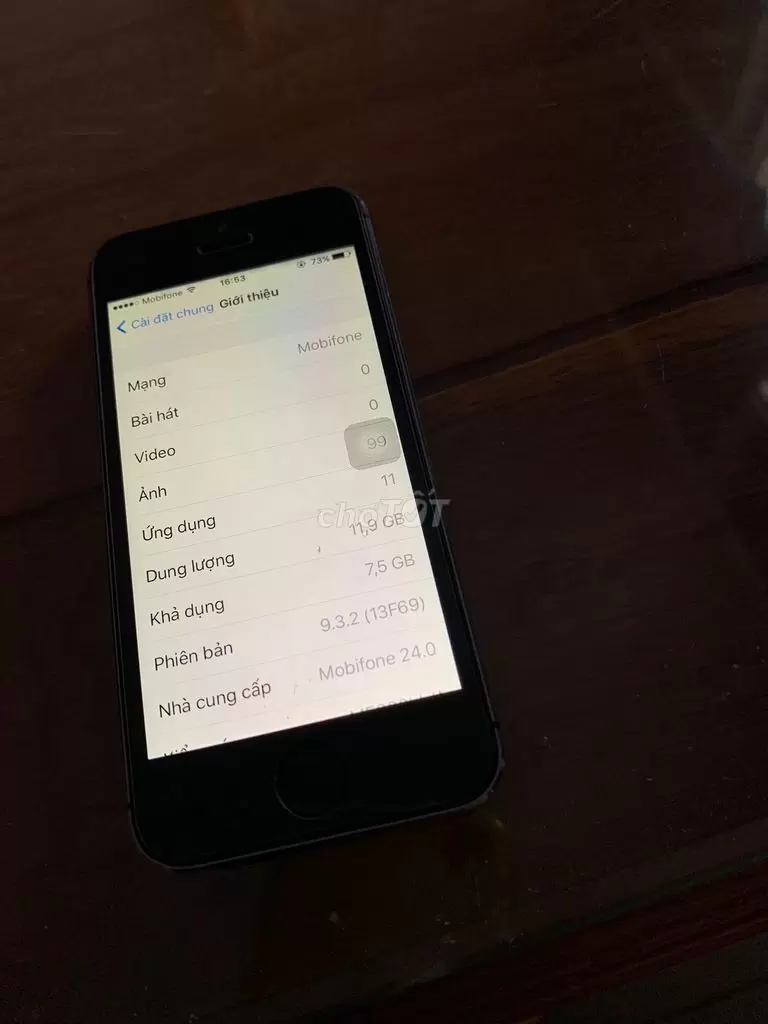 Mobifone 16:53 73%
Cài đặt chung Giới thiệu
Mạng Mobifone
Bài hát 0
Video 0
Ảnh 99
Ứng dụng 11
Dung lượng 11,9 GB
Khả dụng 7,5 GB
Phiên bản 9.3.2 (13F69)
Nhà cung cấp Mobifone 24.0
choTỐT